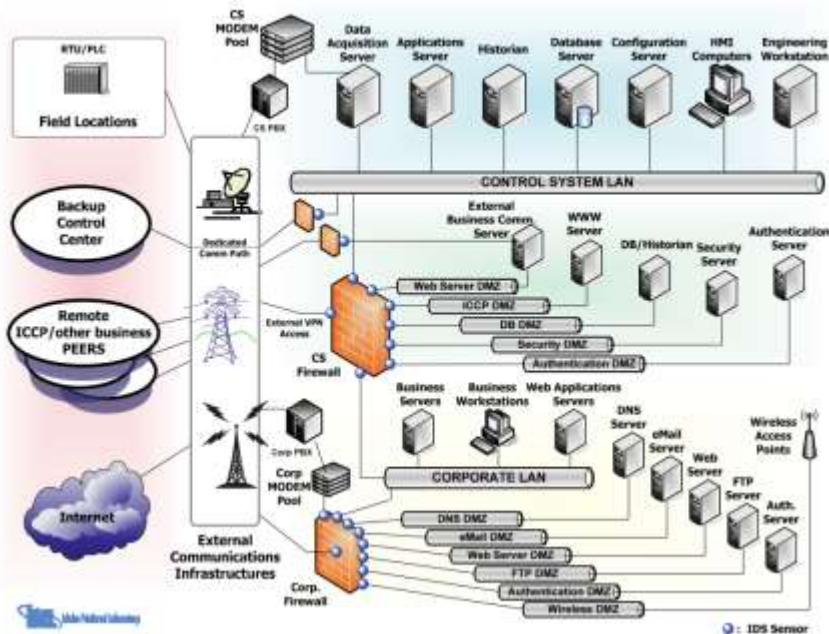 CS
MODEM
Pool
Data
Acquisition
Server
Applications
Server
Historian
Database
Server
Configuration
Server
HMI
Computers
Engineering
Workstation
RTU/PLC
Field Locations
CS PBX
CONTROL SYSTEM LAN
Backup
Control
Center
Dedicated
Comm Path
External
Business Comm.
Server
WWW
Server
DB/Historian
Security
Server
Authentication
Server
Web Server DMZ
ICCP DMZ
DB DMZ
Security DMZ
Authentication DMZ
Remote
ICCP/other business
PEERS
External VPN
Access
CS
Firewall
Business
Servers
Business
Workstations
Web Applications
Servers
DNS
Server
eMail
Server
Web
Server
FTP
Server
Auth.
Server
Wireless
Access
Points
Corp PBX
Corp
MODEM
Pool
CORPORATE LAN
DNS DMZ
eMail DMZ
Web Server DMZ
FTP DMZ
Authentication DMZ
Wireless DMZ
Internet
External
Communications
Infrastructures
Corp.
Firewall
Idaho National Laboratory
: IDS Sensor